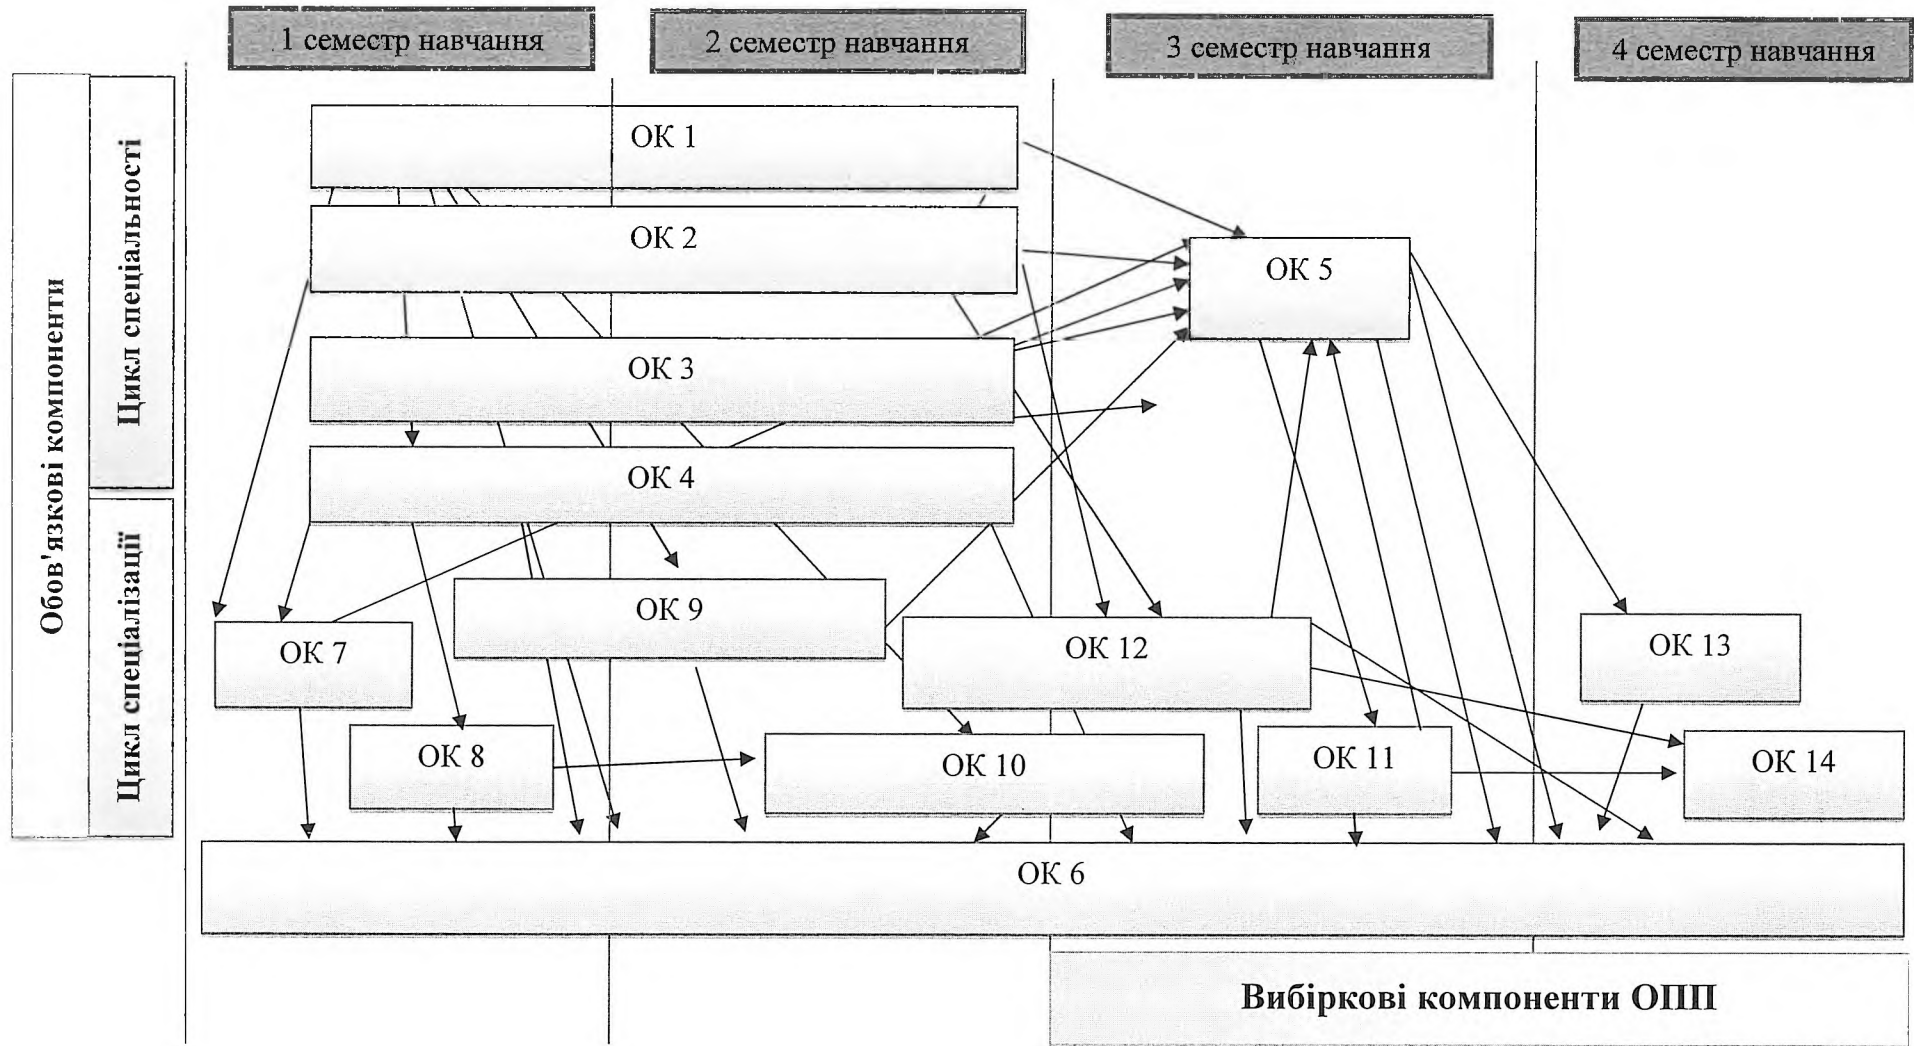 1 семестр навчання
2 семестр навчання
3 семестр навчання
4 семестр навчання
Обов'язкові компоненти
Цикл спеціальності
Цикл спеціалізації
ОК 1
ОК 2
ОК 5
ОК 3
ОК 4
ОК 9
ОК 7
ОК 12
ОК 13
ОК 8
ОК 10
ОК 11
ОК 14
ОК 6
Вибіркові компоненти ОПП